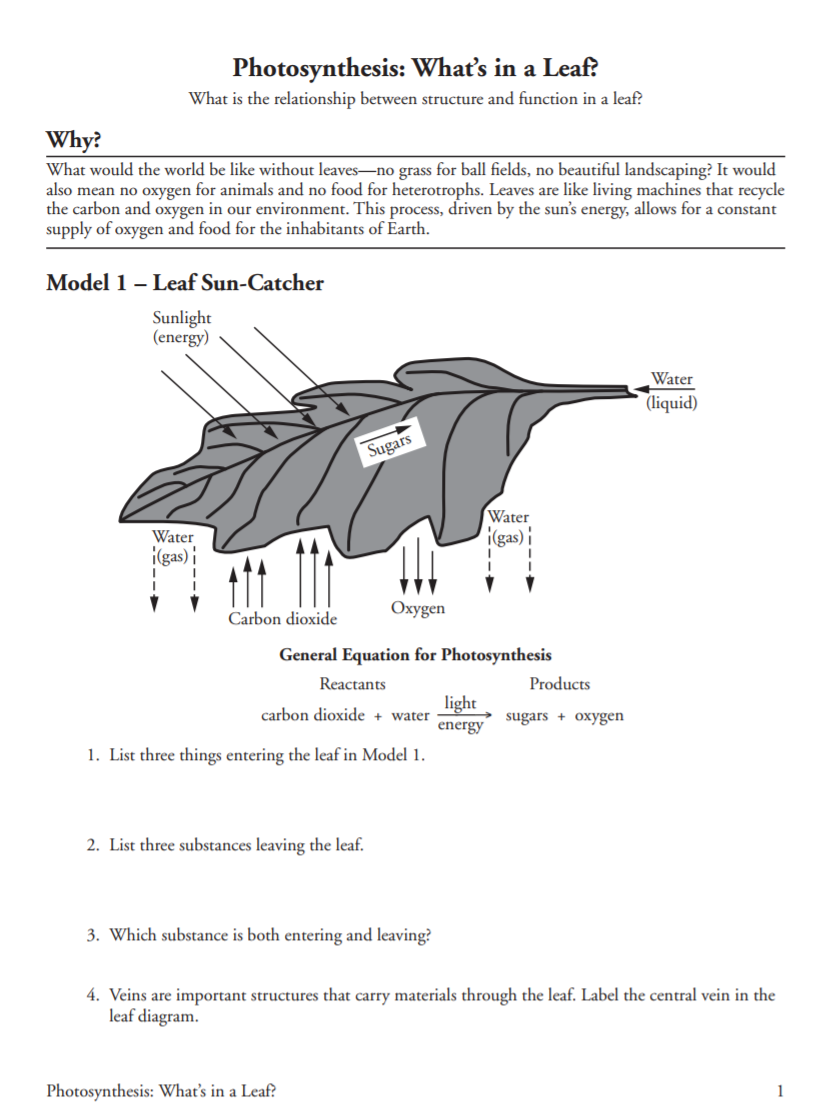 Photosynthesis: What's in a Leaf?
What is the relationship between structure and function in a leaf?
Why?
What would the world be like without leaves—no grass for ball fields, no beautiful landscaping? It would
also mean no oxygen for animals and no food for heterotrophs. Leaves are like living machines that recycle
the carbon and oxygen in our environment. This process, driven by the sun's energy, allows for a constant
supply of oxygen and food for the inhabitants of Earth.
Model 1 – Leaf Sun-Catcher
Sunlight
(energy)
Water
(liquid)
Sugars
Water
(gas)
Water
(gas)
Carbon dioxide
Oxygen
General Equation for Photosynthesis
Reactants
Products
carbon dioxide + water light energy sugars + oxygen
1. List three things entering the leaf in Model 1.
2. List three substances leaving the leaf.
3. Which substance is both entering and leaving?
4. Veins are important structures that carry materials through the leaf. Label the central vein in the
leaf diagram.
Photosynthesis: What's in a Leaf? 1